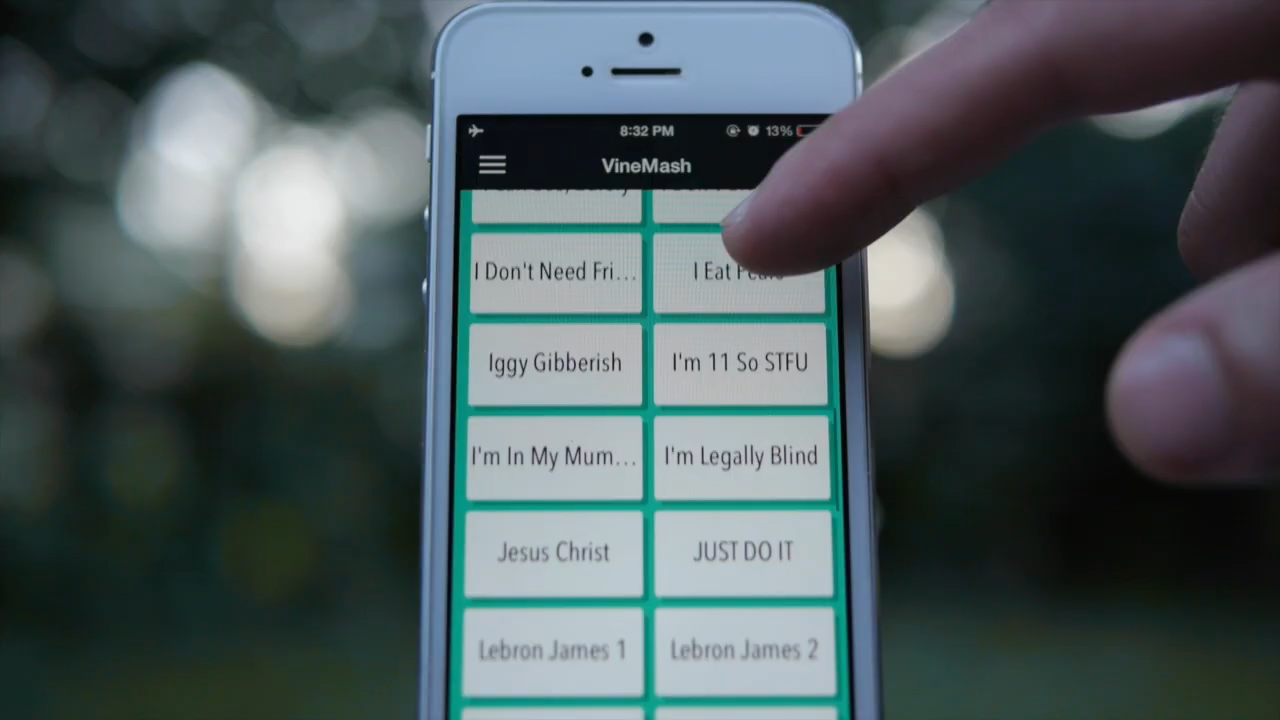 8:32 PM 13%
VineMash
I Don't Need Fri... I Eat
Iggy Gibberish I'm 11 So STFU
I'm In My Mum... I'm Legally Blind
Jesus Christ JUST DO IT
Lebron James 1 Lebron James 2